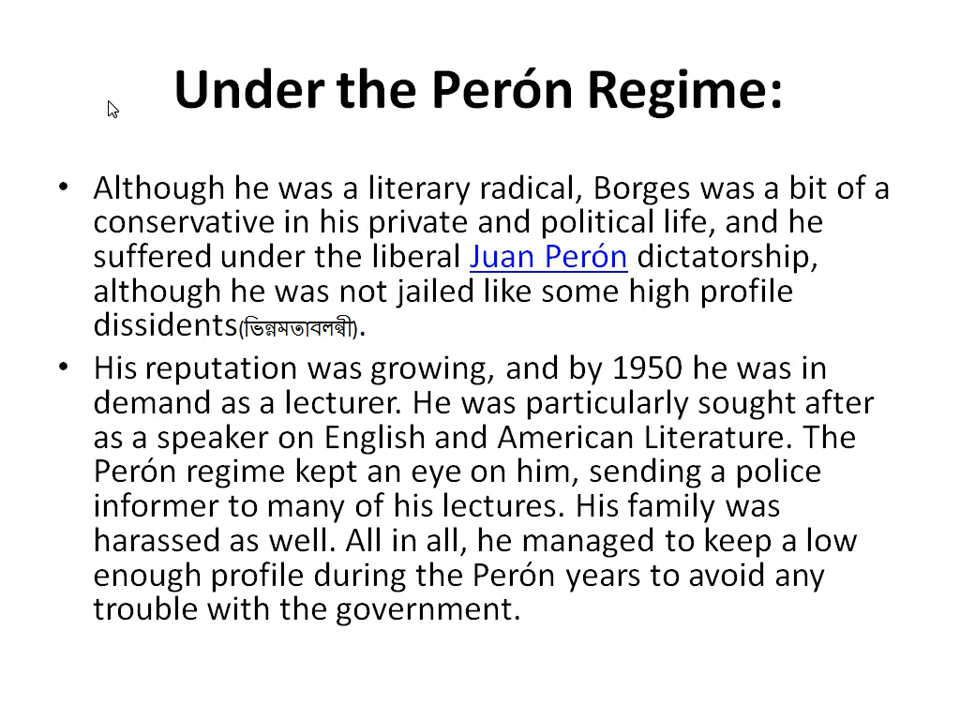 Under the Perón Regime:
• Although he was a literary radical, Borges was a bit of a
conservative in his private and political life, and he
suffered under the liberal Juan Perón dictatorship,
although he was not jailed like some high profile
dissidents(ভিন্নমতাবলম্বী).
• His reputation was growing, and by 1950 he was in
demand as a lecturer. He was particularly sought after
as a speaker on English and American Literature. The
Perón regime kept an eye on him, sending a police
informer to many of his lectures. His family was
harassed as well. All in all, he managed to keep a low
enough profile during the Perón years to avoid any
trouble with the government.